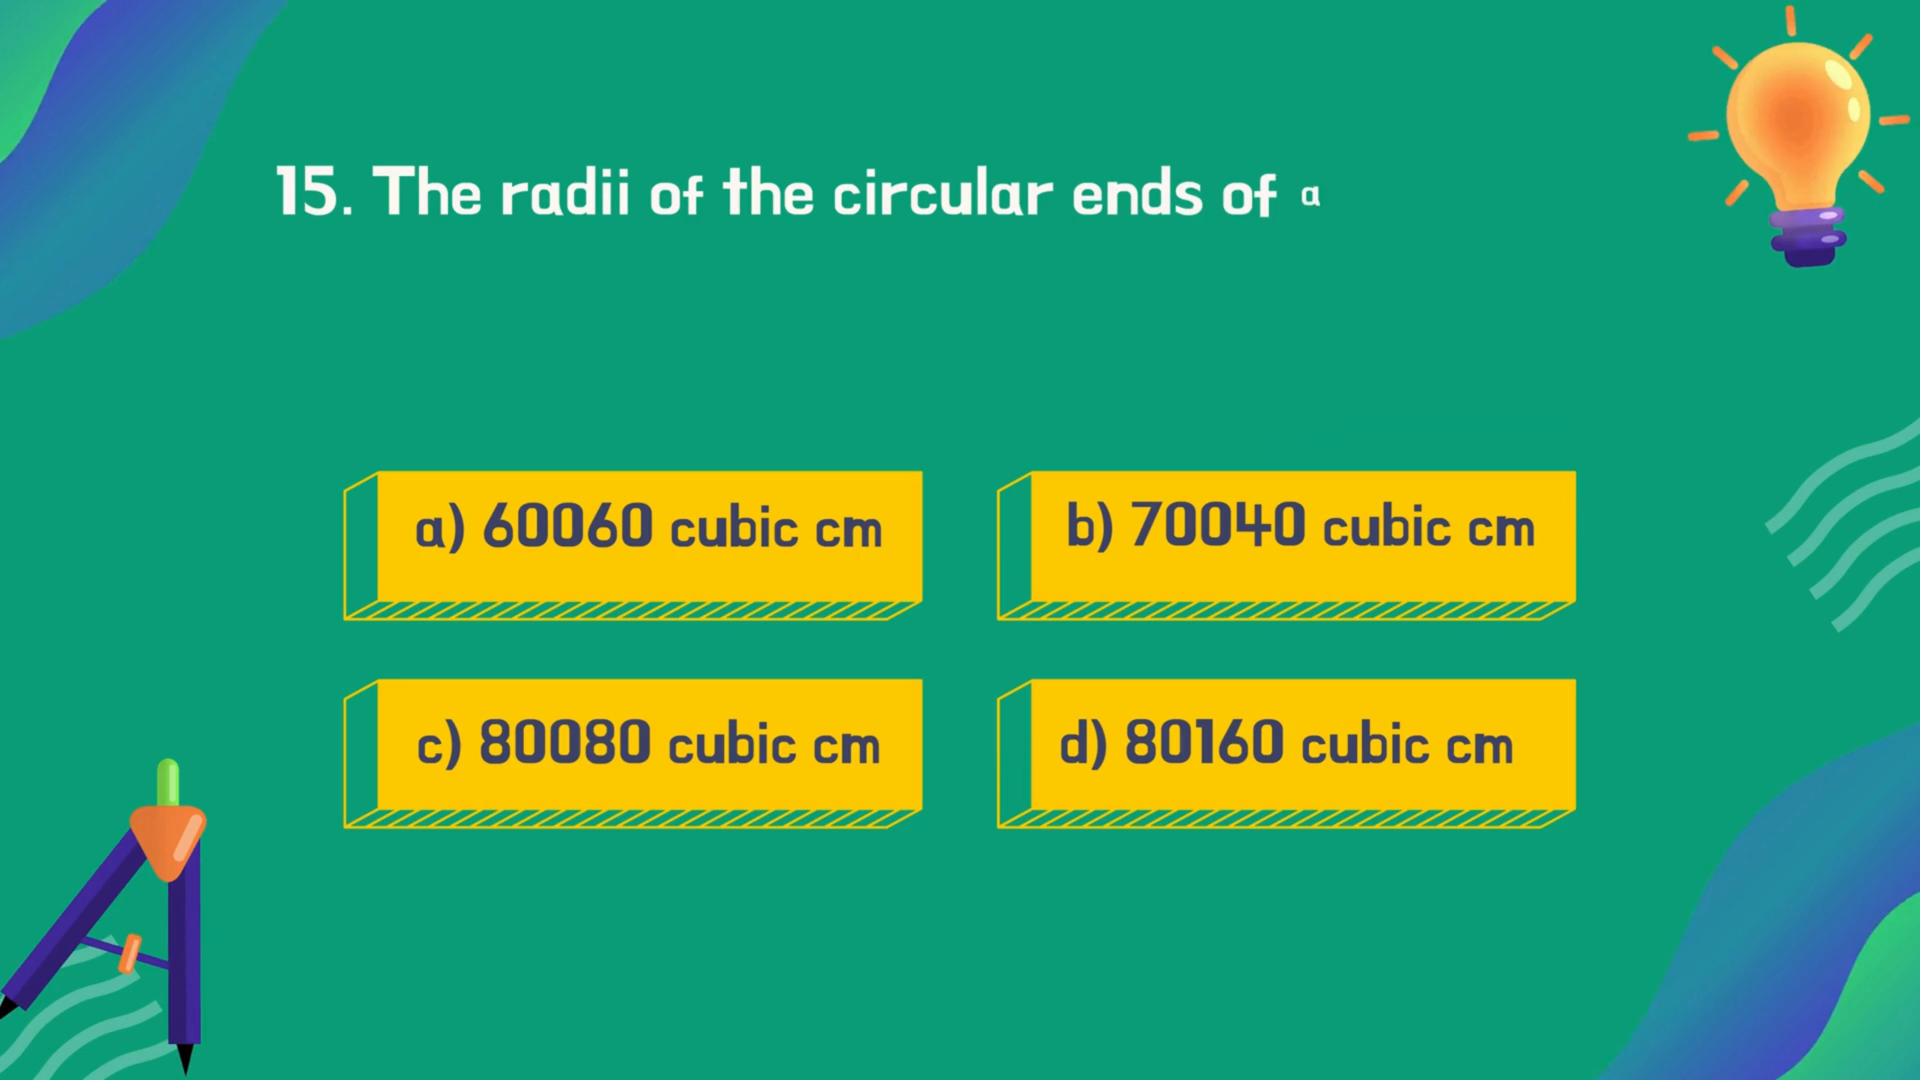 15. The radii of the circular ends of a
a) 60060 cubic cm
b) 70040 cubic cm
c) 80080 cubic cm
d) 80160 cubic cm